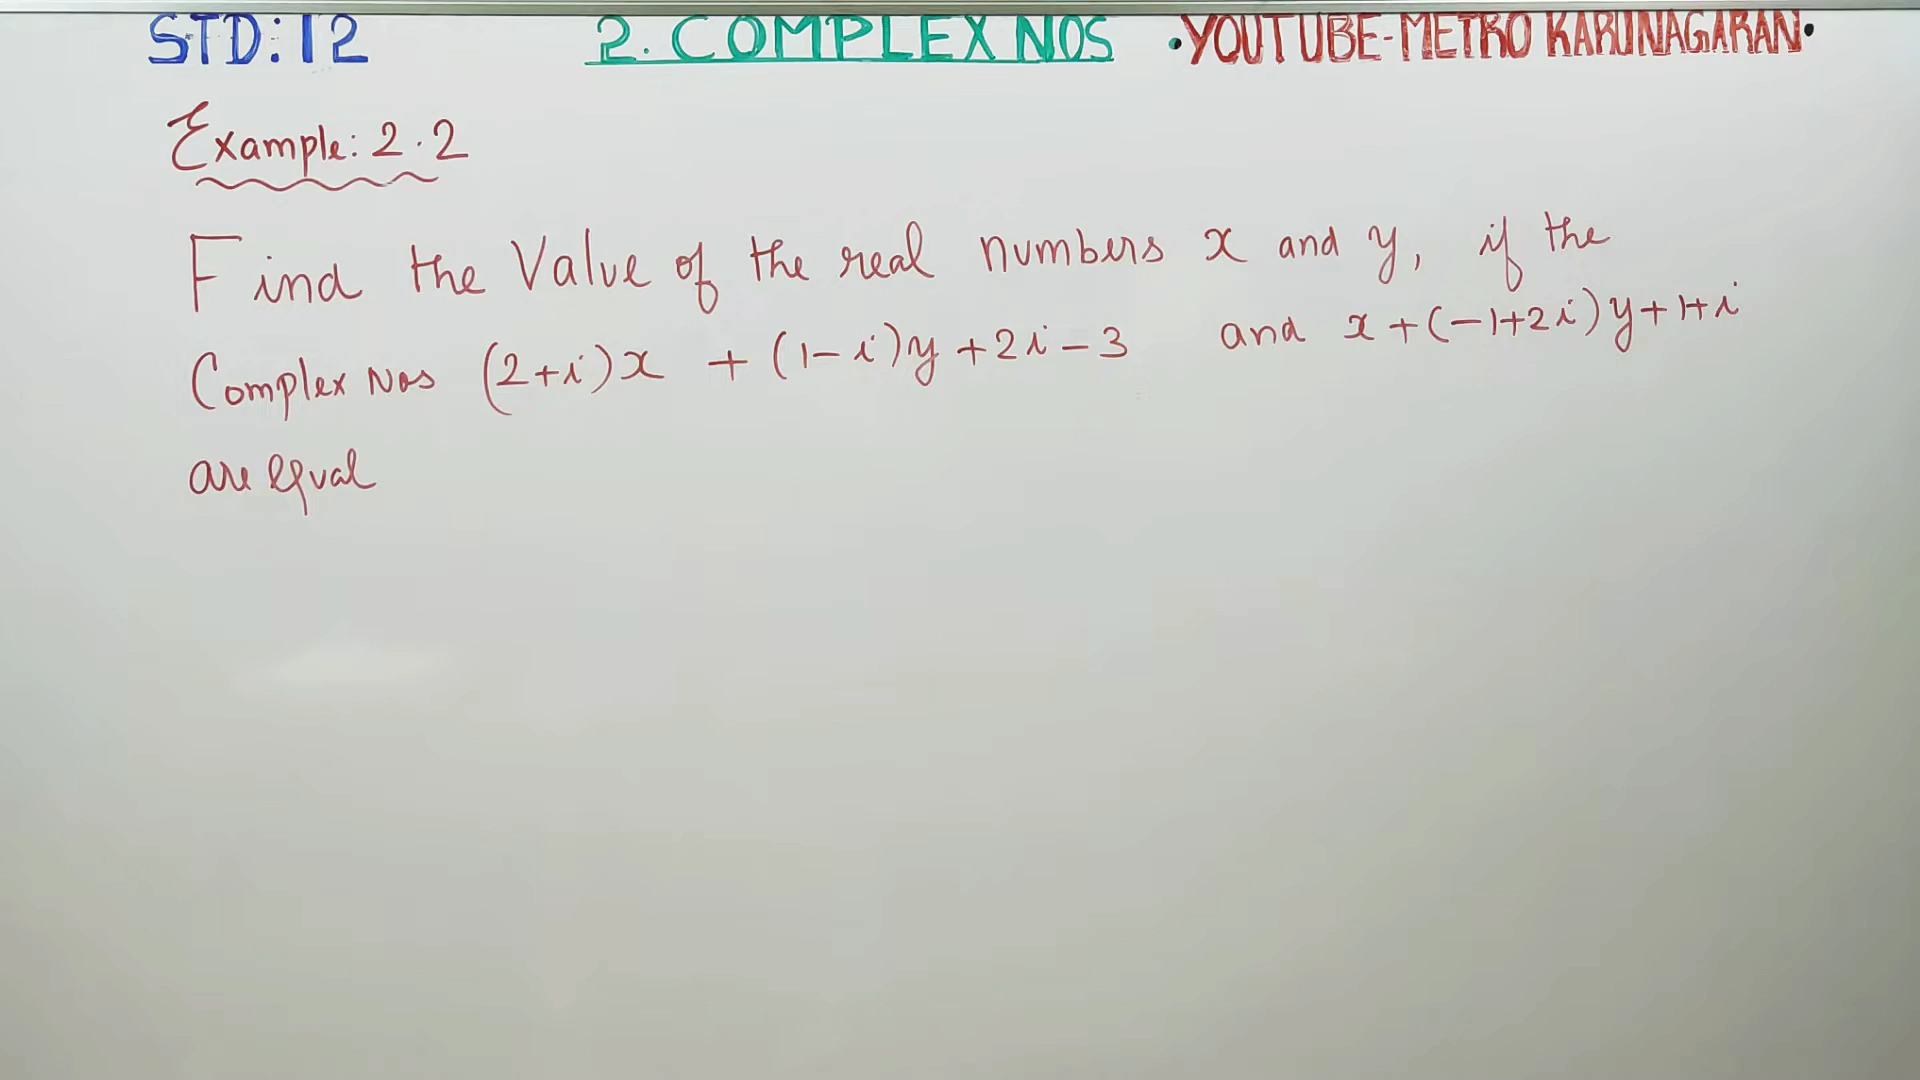 STD: 12 2. COMPLEX NOS • YOUTUBE-METRO KARUNAGARAN •
Example: 2.2
Find the Value of the real numbers x and y, if the
Complex Nos (2+i)x + (1-i)y + 2i - 3 and x + (-1+2i)y + 1 + i
are equal